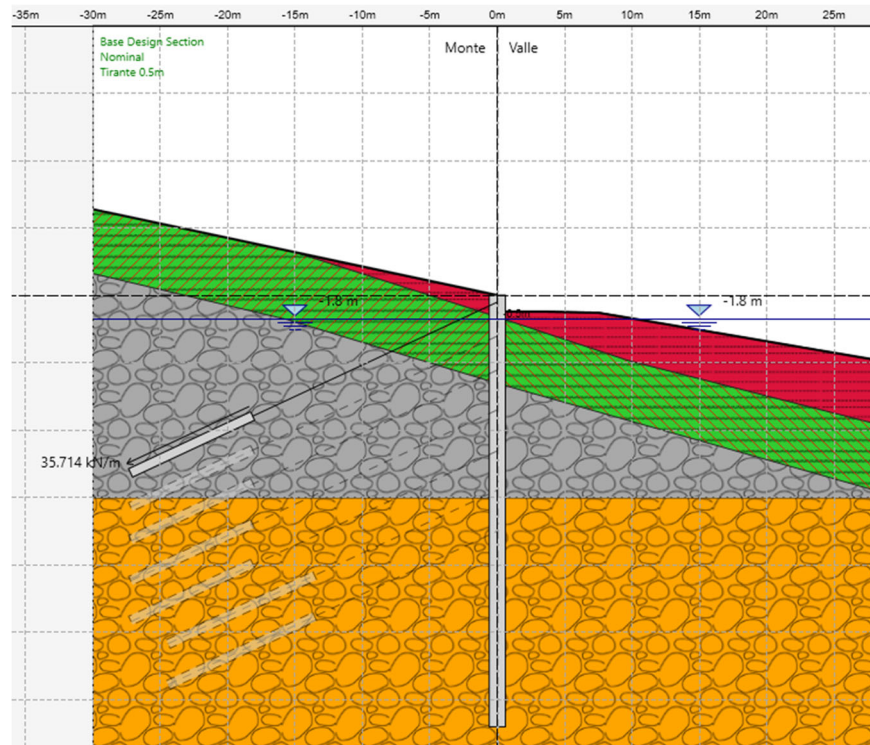 -35m -30m -25m -20m -15m -10m -5m 0m 5m 10m 15m 20m 25m
Base Design Section
Nominal
Tirante 0.5m
Monte Valle
-1.8 m -1.8 m
35.714 kN/m